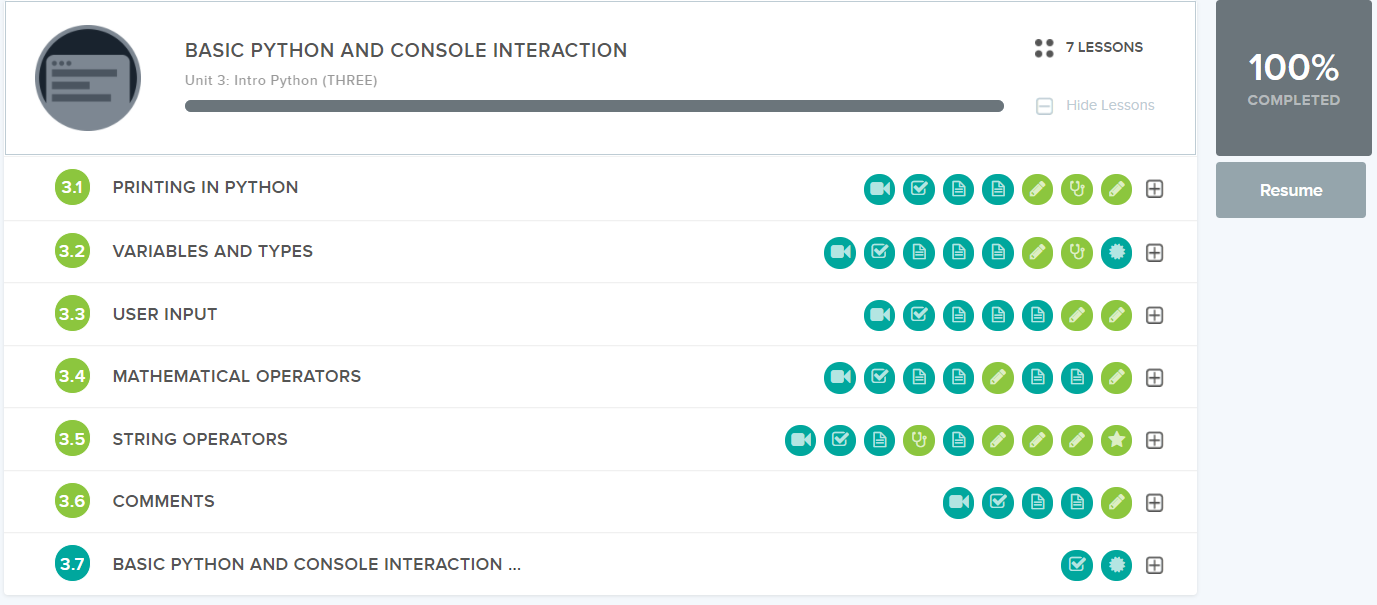 BASIC PYTHON AND CONSOLE INTERACTION
Unit 3: Intro Python (THREE)
7 LESSONS
Hide Lessons
100%
COMPLETED
Resume
3.1 PRINTING IN PYTHON
3.2 VARIABLES AND TYPES
3.3 USER INPUT
3.4 MATHEMATICAL OPERATORS
3.5 STRING OPERATORS
3.6 COMMENTS
3.7 BASIC PYTHON AND CONSOLE INTERACTION ...